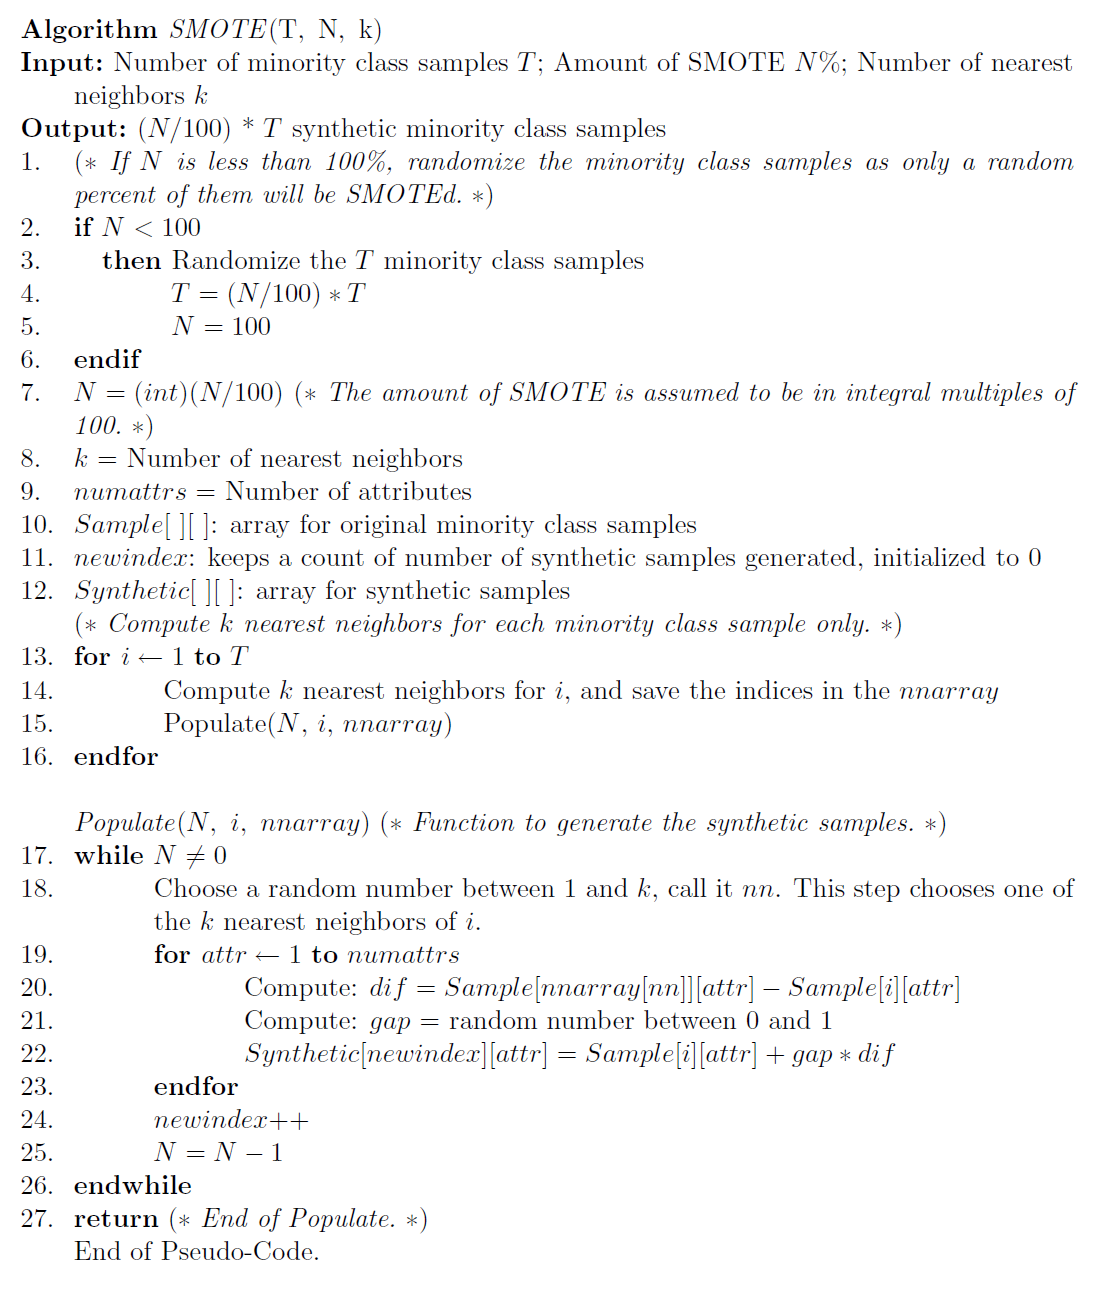 Algorithm SMOTE(T, N, k)
Input: Number of minority class samples T; Amount of SMOTE N%; Number of nearest
neighbors k
Output: (N/100) * T synthetic minority class samples
1. (* If N is less than 100%, randomize the minority class samples as only a random
percent of them will be SMOTEd. *)
2. if N < 100
3. then Randomize the T minority class samples
4. T = (N/100) * T
5. N = 100
6. endif
7. N = (int)(N/100) (* The amount of SMOTE is assumed to be in integral multiples of
100. *)
8. k = Number of nearest neighbors
9. numattrs = Number of attributes
10. Sample[ ][ ]: array for original minority class samples
11. newindex: keeps a count of number of synthetic samples generated, initialized to 0
12. Synthetic[ ][ ]: array for synthetic samples
(* Compute k nearest neighbors for each minority class sample only. *)
13. for i ← 1 to T
14. Compute k nearest neighbors for i, and save the indices in the nnarray
15. Populate(N, i, nnarray)
16. endfor
Populate(N, i, nnarray) (* Function to generate the synthetic samples. *)
17. while N ≠ 0
18. Choose a random number between 1 and k, call it nn. This step chooses one of
the k nearest neighbors of i.
19. for attr ← 1 to numattrs
20. Compute: dif = Sample[nnarray[nn]][attr] − Sample[i][attr]
21. Compute: gap = random number between 0 and 1
22. Synthetic[newindex][attr] = Sample[i][attr] + gap * dif
23. endfor
24. newindex++
25. N = N − 1
26. endwhile
27. return (* End of Populate. *)
End of Pseudo-Code.